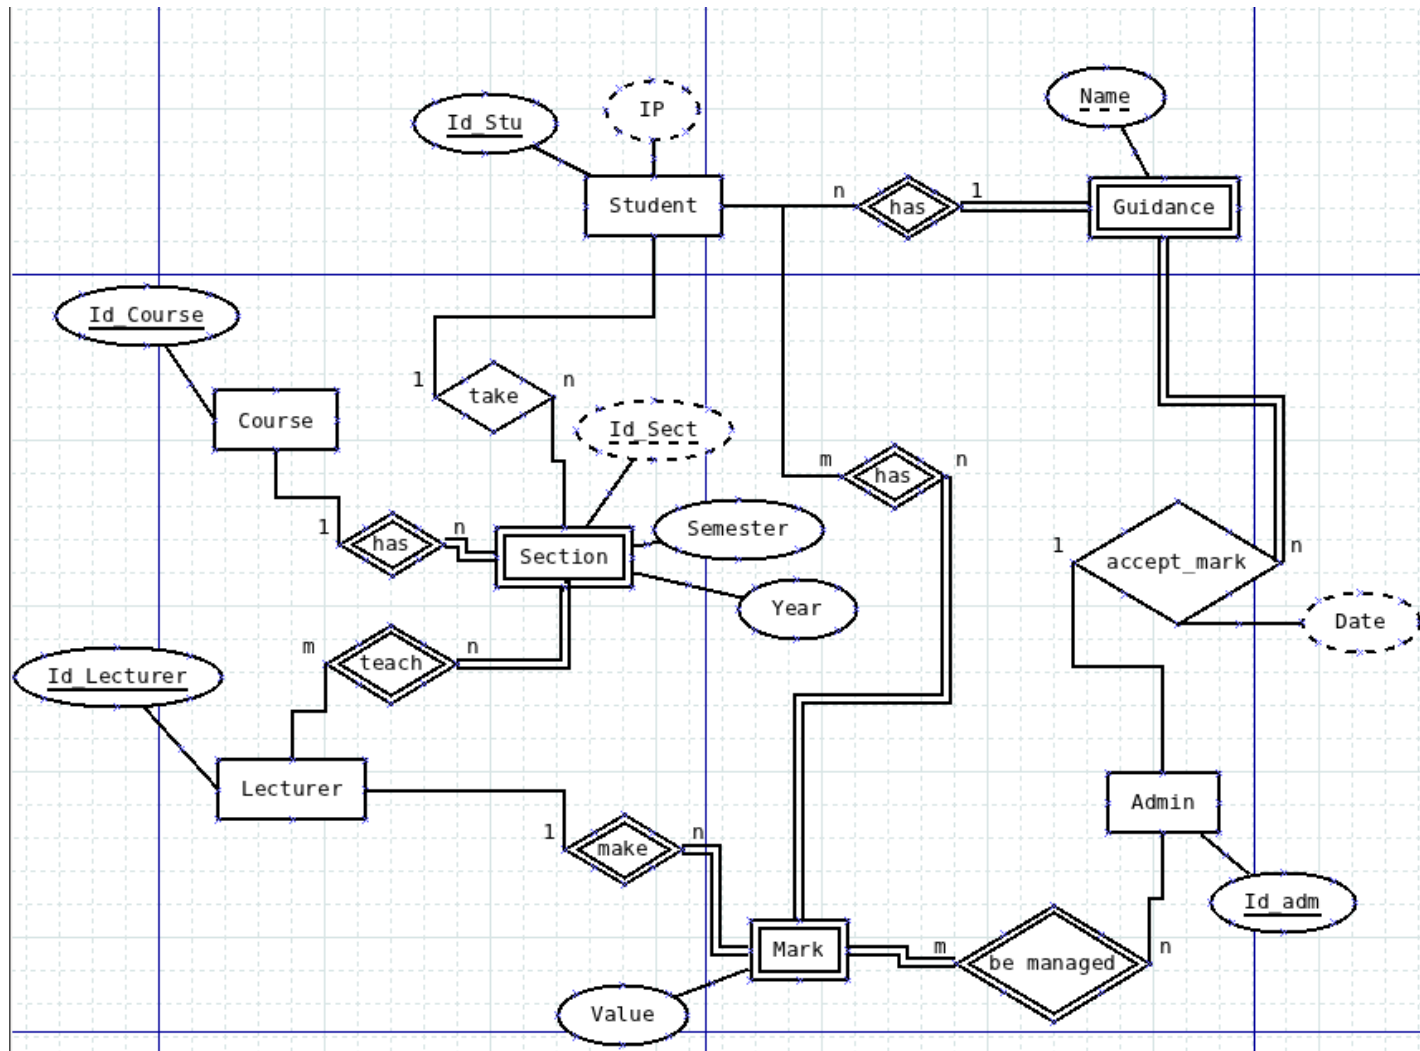 Name
IP
Id_Stu
n
1
Student
has
Guidance
Id_Course
1
n
take
Course
Id_Sect
m
n
has
1
n
Semester
has
Section
1
n
accept_mark
Year
Date
m
n
teach
Id_Lecturer
Lecturer
Admin
1
n
make
Id_adm
m
n
Mark
be managed
Value